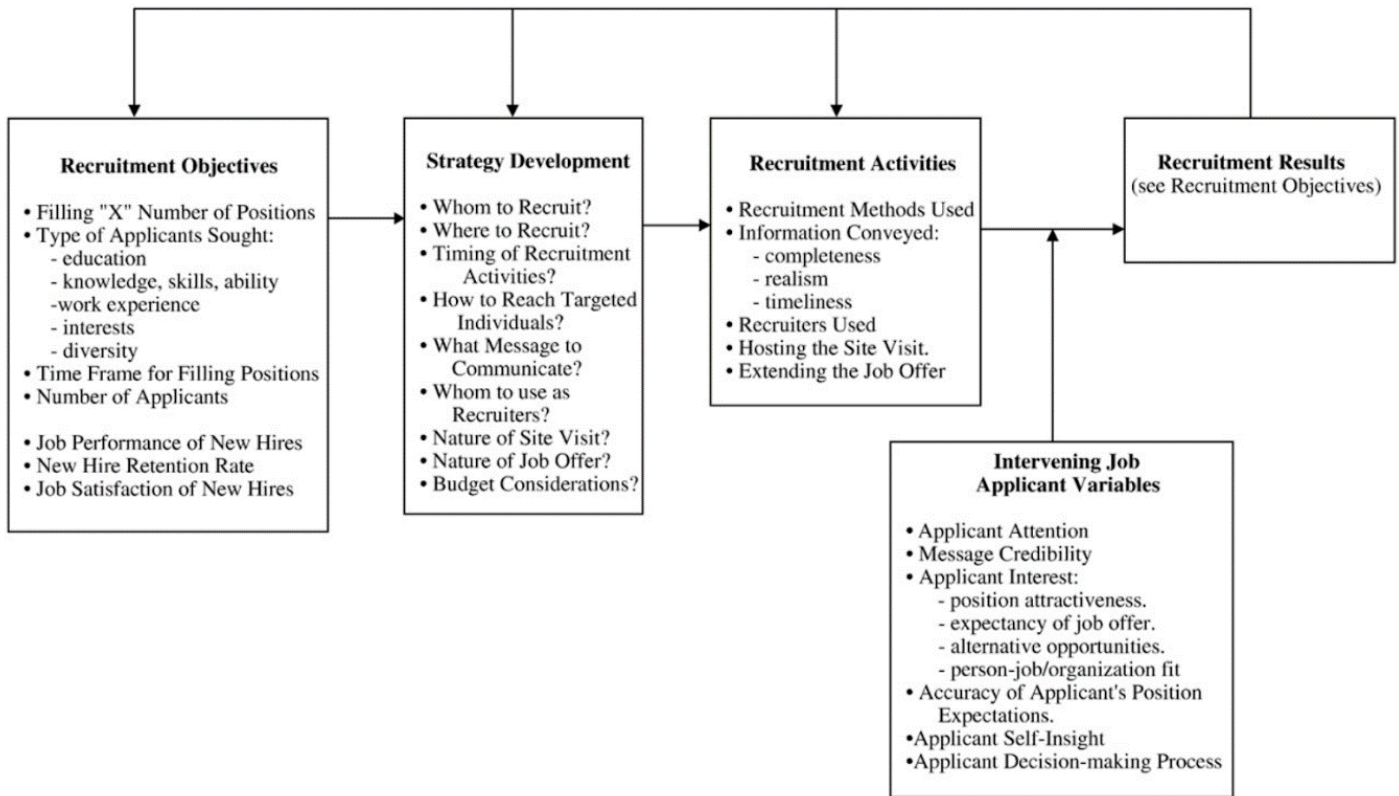 Recruitment Objectives
• Filling "X" Number of Positions
• Type of Applicants Sought:
- education
- knowledge, skills, ability
-work experience
- interests
- diversity
• Time Frame for Filling Positions
• Number of Applicants
• Job Performance of New Hires
• New Hire Retention Rate
• Job Satisfaction of New Hires
Strategy Development
• Whom to Recruit?
• Where to Recruit?
• Timing of Recruitment
Activities?
• How to Reach Targeted
Individuals?
• What Message to
Communicate?
• Whom to use as
Recruiters?
• Nature of Site Visit?
• Nature of Job Offer?
• Budget Considerations?
Recruitment Activities
• Recruitment Methods Used
• Information Conveyed:
- completeness
- realism
- timeliness
• Recruiters Used
• Hosting the Site Visit.
• Extending the Job Offer
Recruitment Results
(see Recruitment Objectives)
Intervening Job
Applicant Variables
• Applicant Attention
• Message Credibility
• Applicant Interest:
- position attractiveness.
- expectancy of job offer.
- alternative opportunities.
- person-job/organization fit
• Accuracy of Applicant's Position
Expectations.
•Applicant Self-Insight
•Applicant Decision-making Process